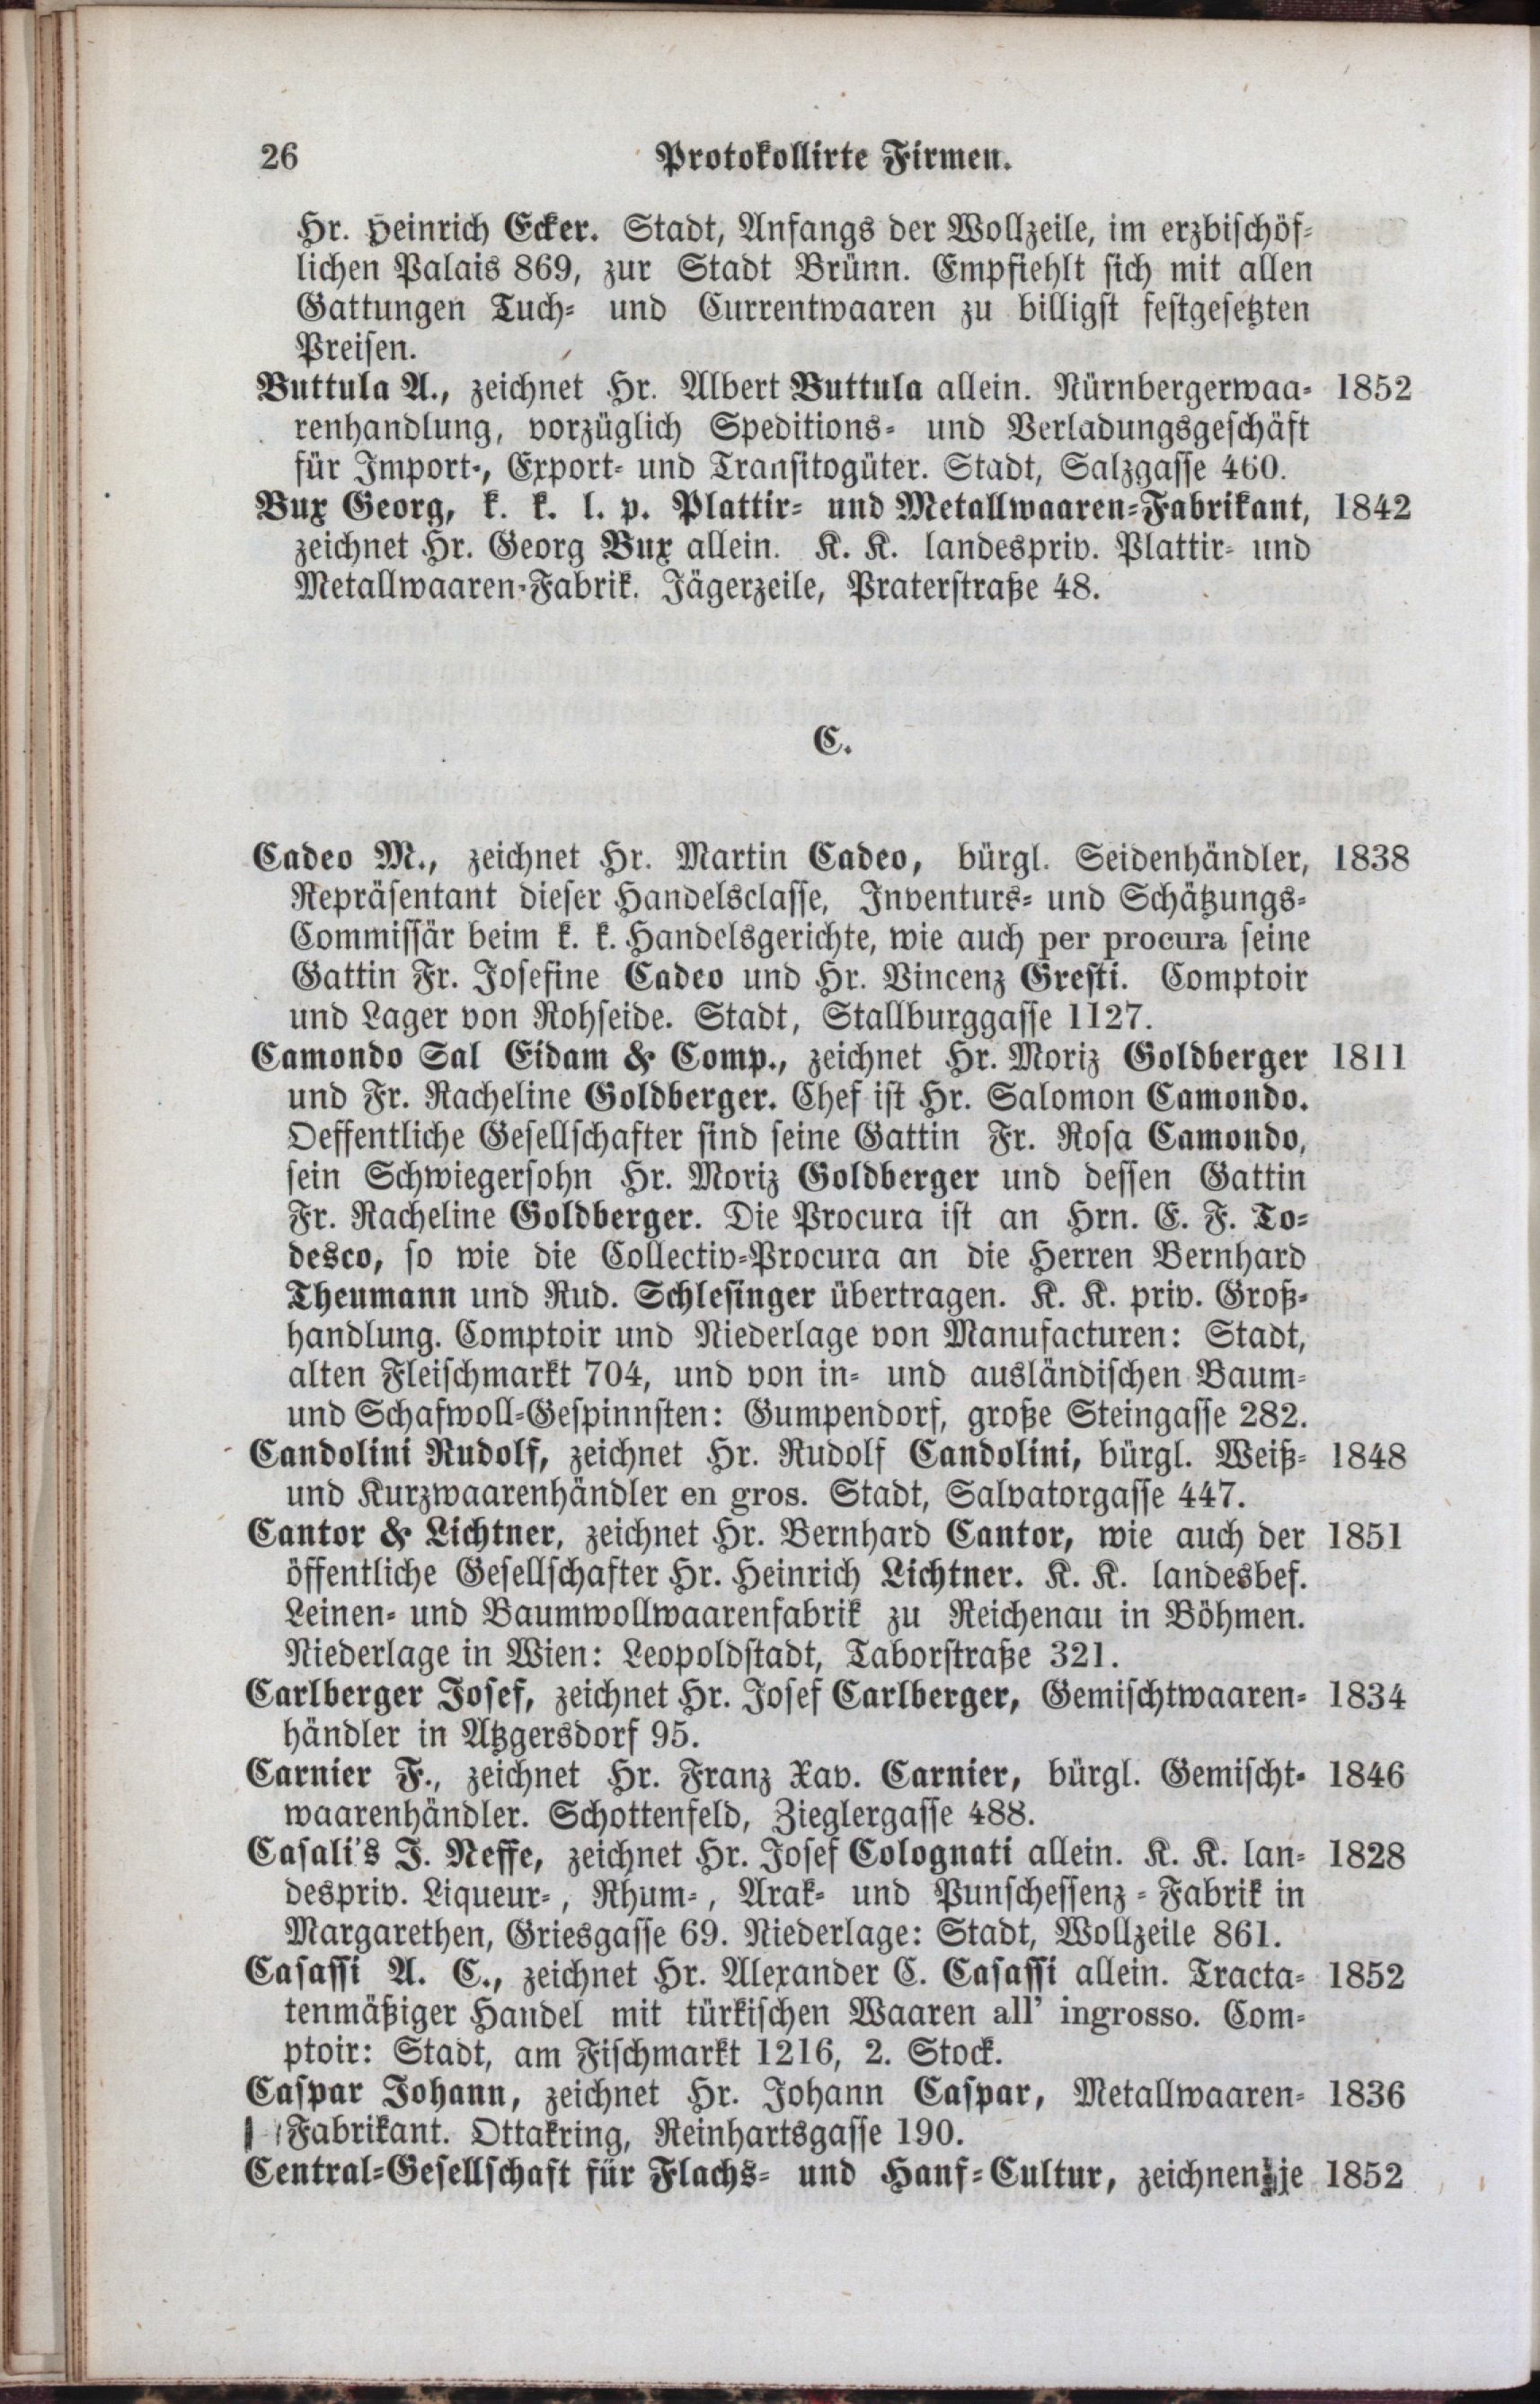 26 Protokollirte Firmen.
Hr. Heinrich Ecker. Stadt, Anfangs der Wollzeile, im erzbischöf-
lichen Palais 869, zur Stadt Brünn. Empfiehlt sich mit allen
Gattungen Tuch- und Currentwaaren zu billigst festgesetzten
Preisen.
Buttula A., zeichnet Hr. Albert Buttula allein. Nürnbergerwaa- 1852
renhandlung, vorzüglich Speditions- und Verladungsgeschäft
für Import-, Export- und Transitogüter. Stadt, Salzgasse 460.
Bux Georg, k. k. l. p. Plattir- und Metallwaaren-Fabrikant, 1842
zeichnet Hr. Georg Bux allein. K. K. landespriv. Plattir- und
Metallwaaren-Fabrik. Jägerzeile, Praterstraße 48.
C.
Cadeo M., zeichnet Hr. Martin Cadeo, bürgl. Seidenhändler, 1838
Repräsentant dieser Handelsclasse, Inventurs- und Schätzungs-
Commissär beim k. k. Handelsgerichte, wie auch per procura seine
Gattin Fr. Josefine Cadeo und Hr. Vincenz Gresti. Comptoir
und Lager von Rohseide. Stadt, Stallburggasse 1127.
Camondo Sal Eidam & Comp., zeichnet Hr. Moriz Goldberger 1811
und Fr. Racheline Goldberger. Chef ist Hr. Salomon Camondo.
Oeffentliche Gesellschafter sind seine Gattin Fr. Rosa Camondo,
sein Schwiegersohn Hr. Moriz Goldberger und dessen Gattin
Fr. Racheline Goldberger. Die Procura ist an Hrn. E. F. To-
desco, so wie die Collectiv-Procura an die Herren Bernhard
Theumann und Rud. Schlesinger übertragen. K. K. priv. Groß-
handlung. Comptoir und Niederlage von Manufacturen: Stadt,
alten Fleischmarkt 704, und von in- und ausländischen Baum-
und Schafwoll-Gespinnsten: Gumpendorf, große Steingasse 282.
Candolini Rudolf, zeichnet Hr. Rudolf Candolini, bürgl. Weiß- 1848
und Kurzwaarenhändler en gros. Stadt, Salvatorgasse 447.
Cantor & Lichtner, zeichnet Hr. Bernhard Cantor, wie auch der 1851
öffentliche Gesellschafter Hr. Heinrich Lichtner. K. K. landesbef.
Leinen- und Baumwollwaarenfabrik zu Reichenau in Böhmen.
Niederlage in Wien: Leopoldstadt, Taborstraße 321.
Carlberger Josef, zeichnet Hr. Josef Carlberger, Gemischtwaaren- 1834
händler in Atzgersdorf 95.
Carnier F., zeichnet Hr. Franz Xav. Carnier, bürgl. Gemischt- 1846
waarenhändler. Schottenfeld, Zieglergasse 488.
Casali's J. Neffe, zeichnet Hr. Josef Colognati allein. K. K. lan- 1828
despriv. Liqueur-, Rhum-, Arak- und Punschessenz-Fabrik in
Margarethen, Griesgasse 69. Niederlage: Stadt, Wollzeile 861.
Casassi A. C., zeichnet Hr. Alexander C. Casassi allein. Tracta- 1852
tenmäßiger Handel mit türkischen Waaren all' ingrosso. Com-
ptoir: Stadt, am Fischmarkt 1216, 2. Stock.
Caspar Johann, zeichnet Hr. Johann Caspar, Metallwaaren- 1836
Fabrikant. Ottakring, Reinhartsgasse 190.
Central-Gesellschaft für Flachs- und Hanf-Cultur, zeichnen je 1852